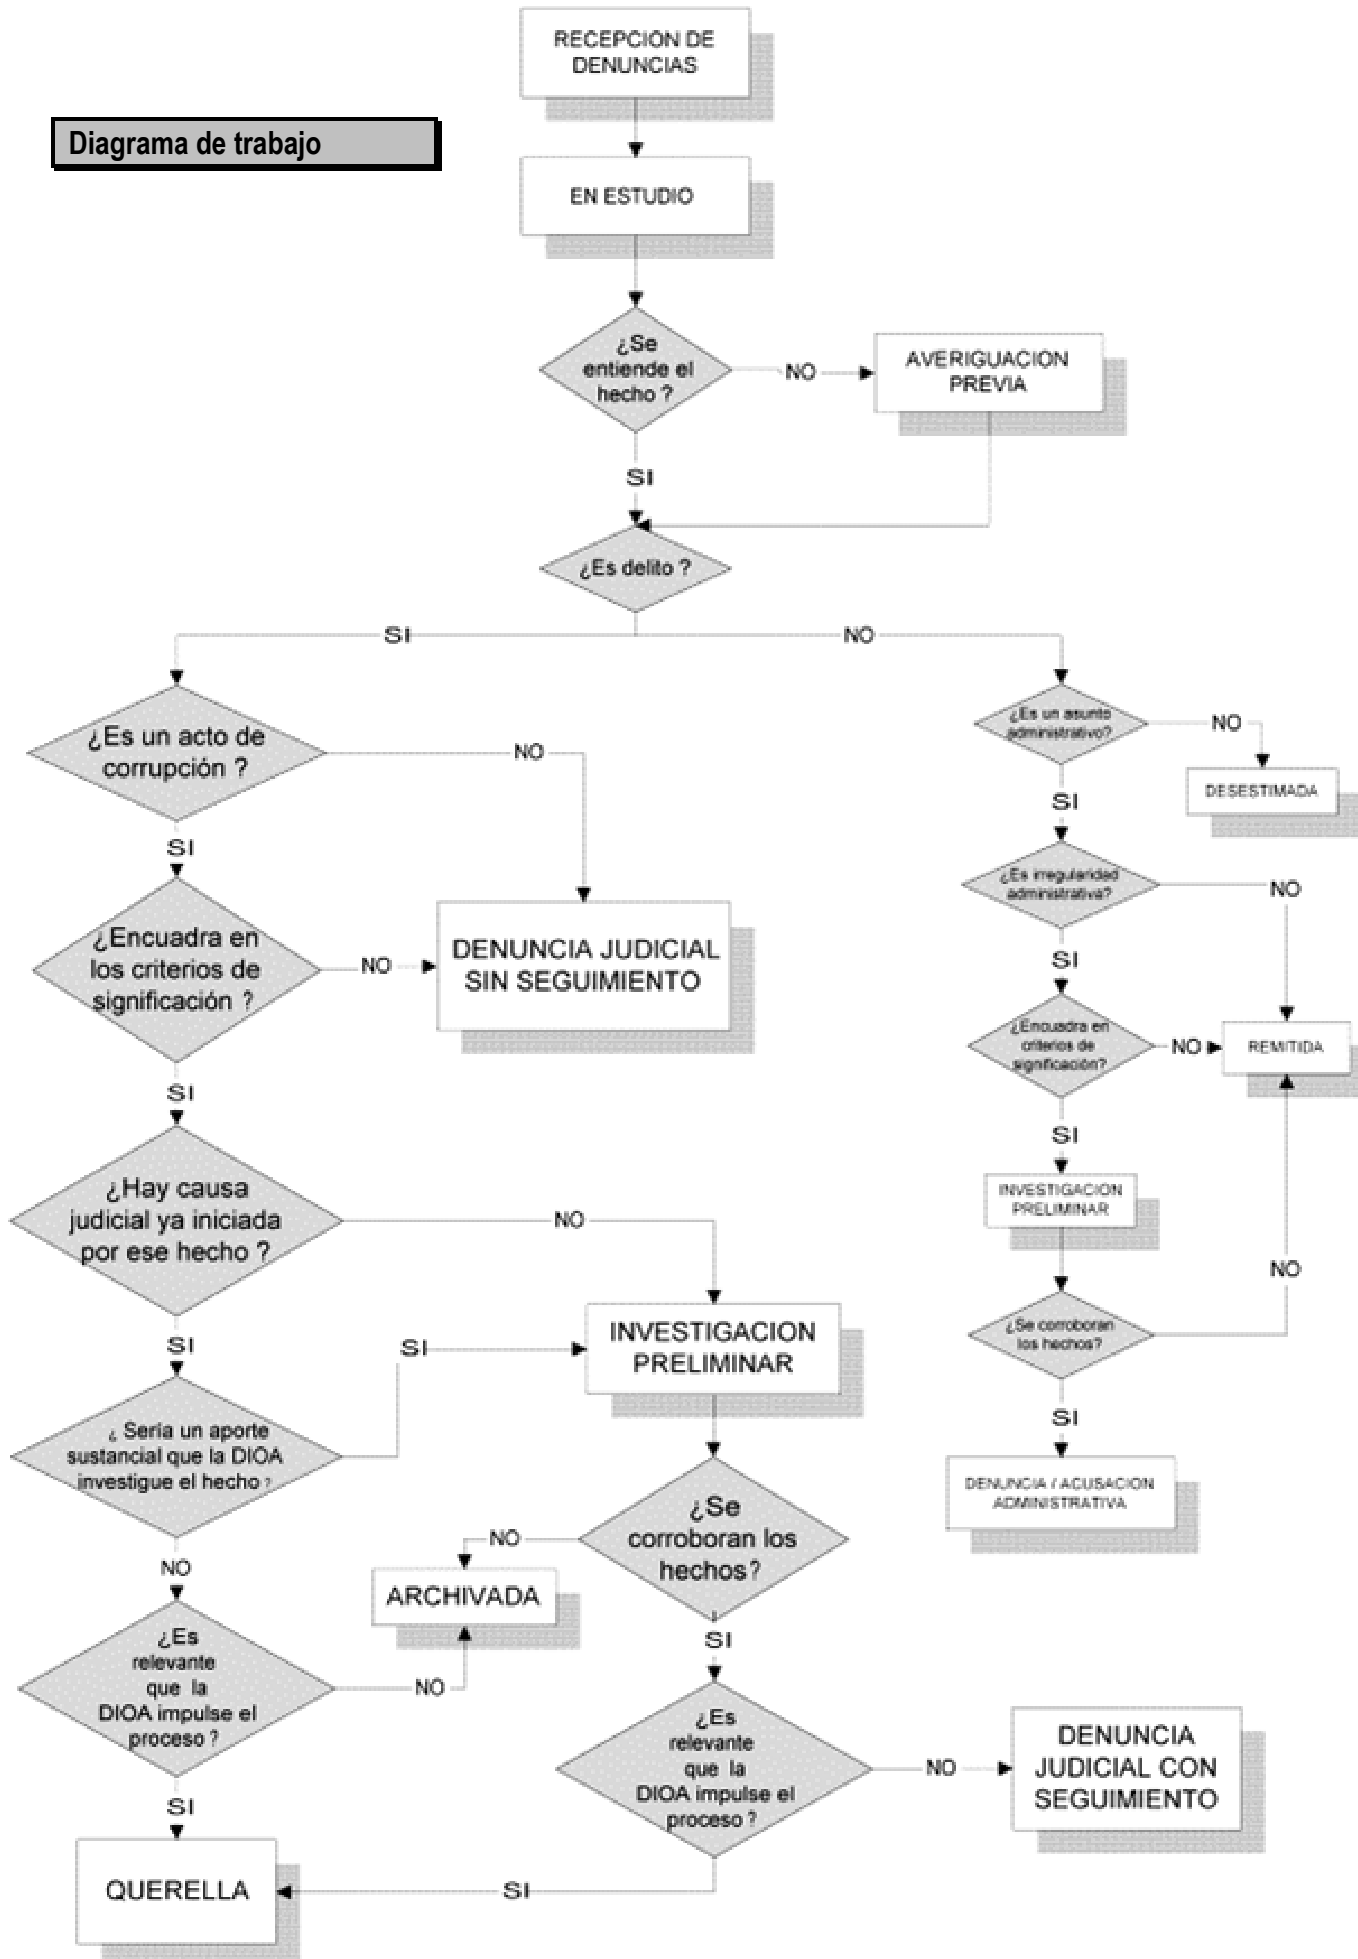 RECEPCION DE
DENUNCIAS
Diagrama de trabajo
EN ESTUDIO
¿Se
entiende el
hecho ?
NO
AVERIGUACION
PREVIA
SI
¿Es delito ?
SI
NO
¿Es un acto de
corrupción ?
NO
¿Es un asunto
administrativo?
NO
DESESTIMADA
SI
SI
¿Encuadra en
los criterios de
significación ?
NO
DENUNCIA JUDICIAL
SIN SEGUIMIENTO
¿Es irregularidad
administrativa?
NO
SI
¿Encuadra en
criterios de
significación?
NO
REMITIDA
SI
SI
¿Hay causa
judicial ya iniciada
por ese hecho ?
NO
INVESTIGACION
PRELIMINAR
NO
SI
SI
INVESTIGACION
PRELIMINAR
¿Se corroboran
los hechos?
SI
¿ Sería un aporte
sustancial que la DIOA
investigue el hecho ?
DENUNCIA / ACUSACION
ADMINISTRATIVA
¿Se
corroboran los
hechos?
NO
NO
ARCHIVADA
SI
¿Es
relevante
que la
DIOA impulse el
proceso ?
NO
¿Es
relevante
que la
DIOA impulse el
proceso ?
NO
DENUNCIA
JUDICIAL CON
SEGUIMIENTO
SI
QUERELLA
SI